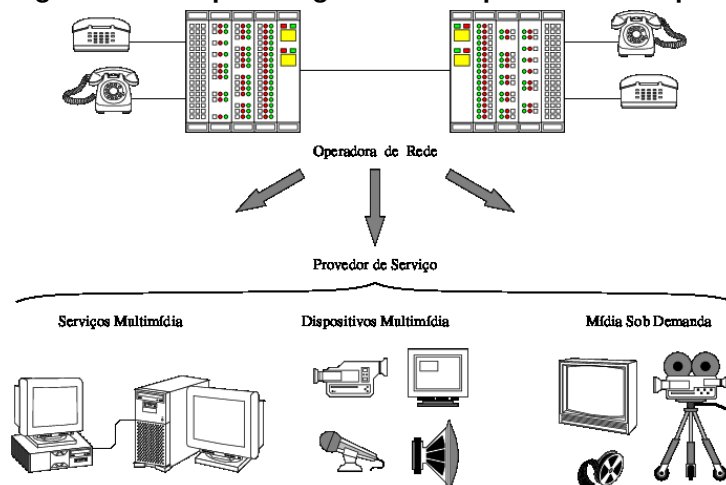 Operadora de Rede
Provedor de Serviço
Serviços Multimídia
Dispositivos Multimídia
Mídia Sob Demanda